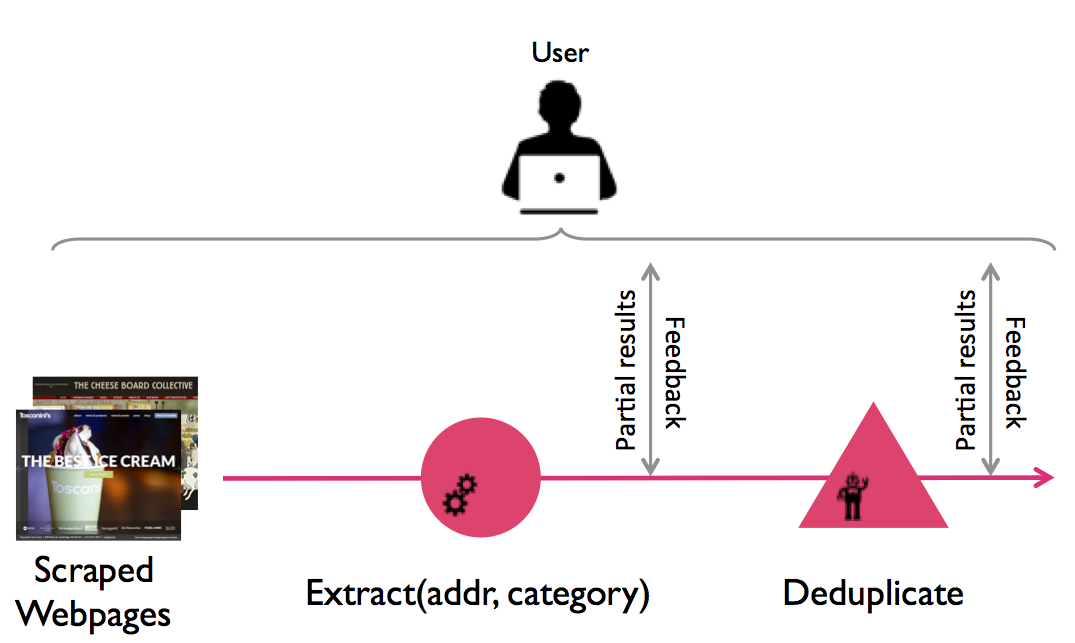 User
Partial results
Feedback
Partial results
Feedback
THE CHEESE BOARD COLLECTIVE
Toscanini's
THE BEST ICE CREAM
Toscani
Scraped
Webpages
Extract(addr, category)
Deduplicate